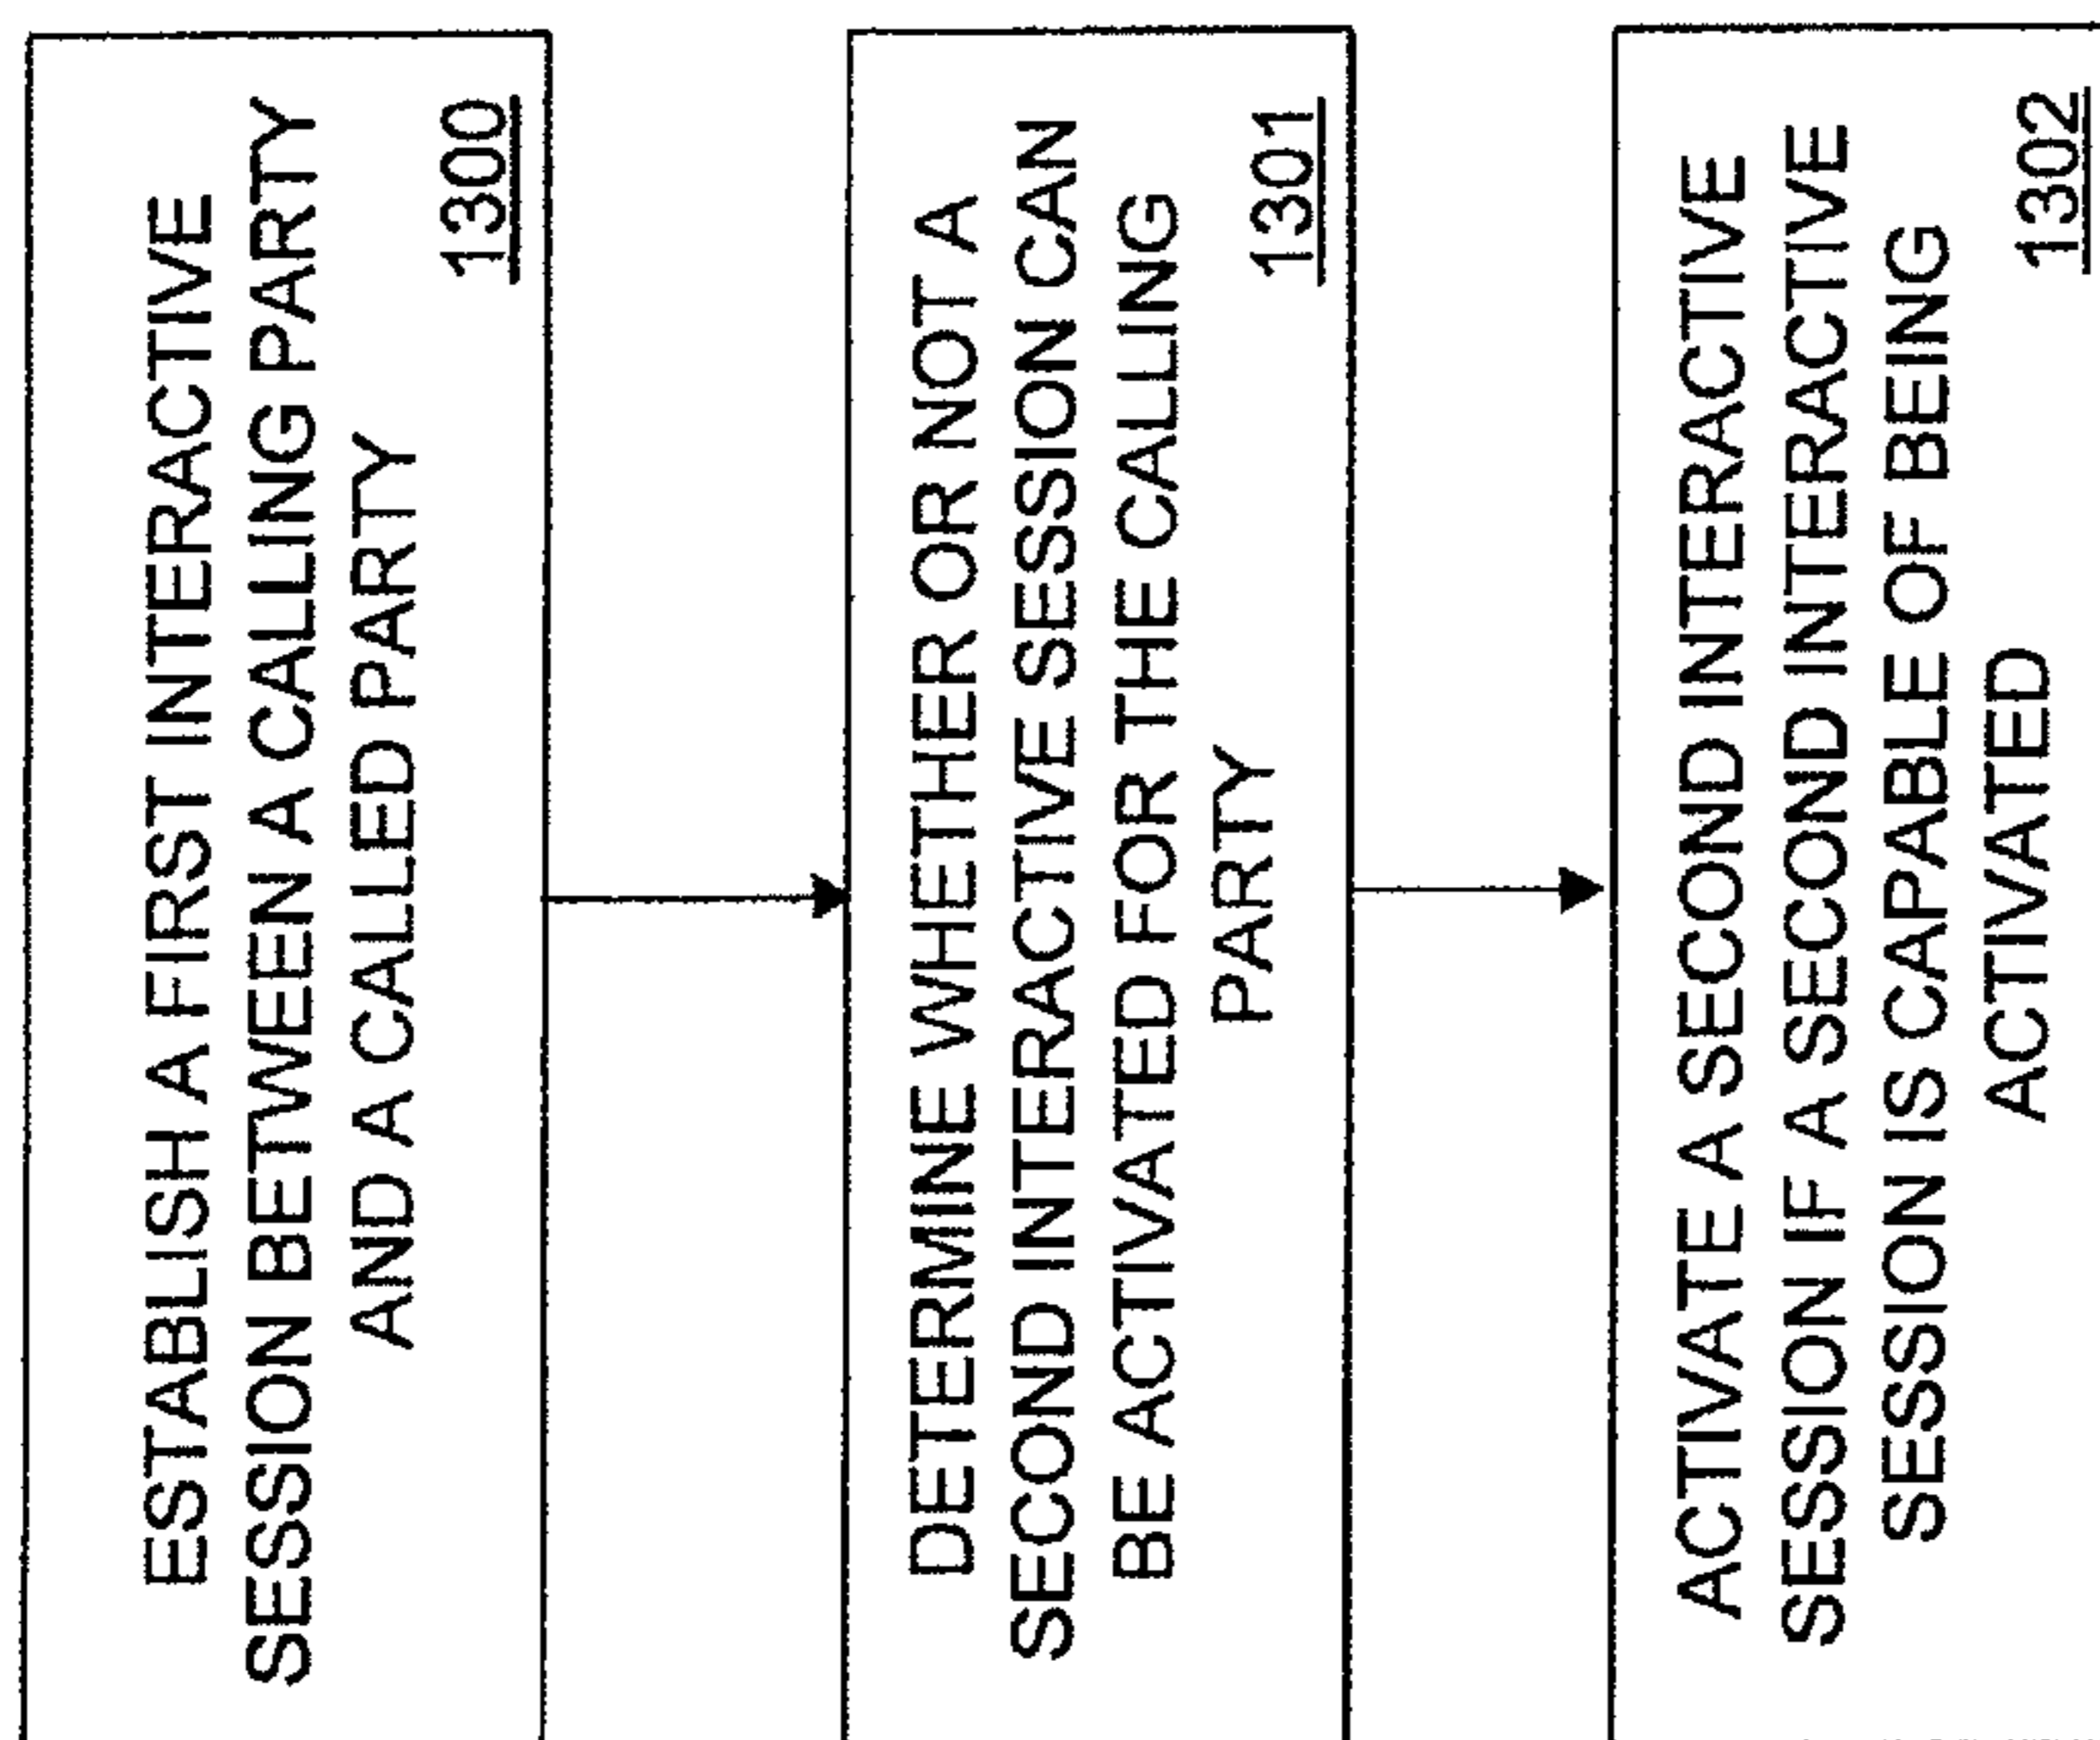 ESTABLISH A FIRST INTERACTIVE
SESSION BETWEEN A CALLING PARTY
AND A CALLED PARTY
1300
DETERMINE WHETHER OR NOT A
SECOND INTERACTIVE SESSION CAN
BE ACTIVATED FOR THE CALLING
PARTY
1301
ACTIVATE A SECOND INTERACTIVE
SESSION IF A SECOND INTERACTIVE
SESSION IS CAPABLE OF BEING
ACTIVATED
1302